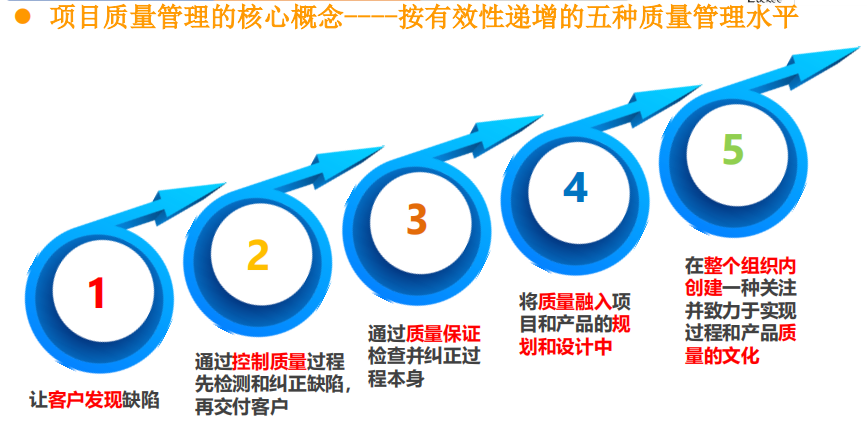 项目质量管理的核心概念----按有效性递增的五种质量管理水平
1
让客户发现缺陷
2
通过控制质量过程
先检测和纠正缺陷,
再交付客户
3
通过质量保证
检查并纠正过
程本身
4
将质量融入项
目和产品的规
划和设计中
5
在整个组织内
创建一种关注
并致力于实现
过程和产品质
量的文化